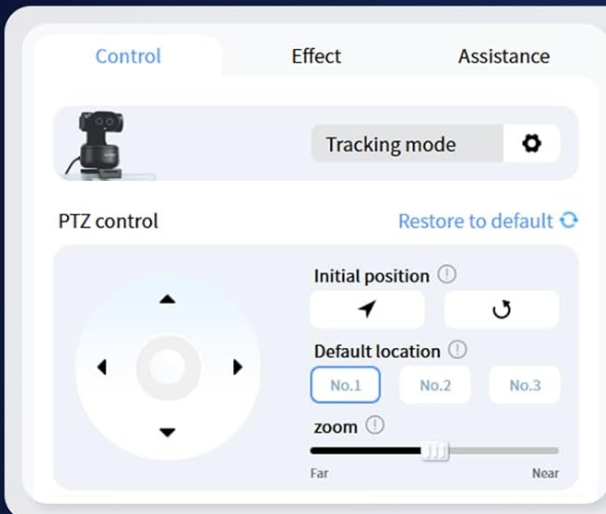 Control Effect Assistance
Tracking mode
PTZ control Restore to default
Initial position
Default location
No.1 No.2 No.3
zoom
Far Near